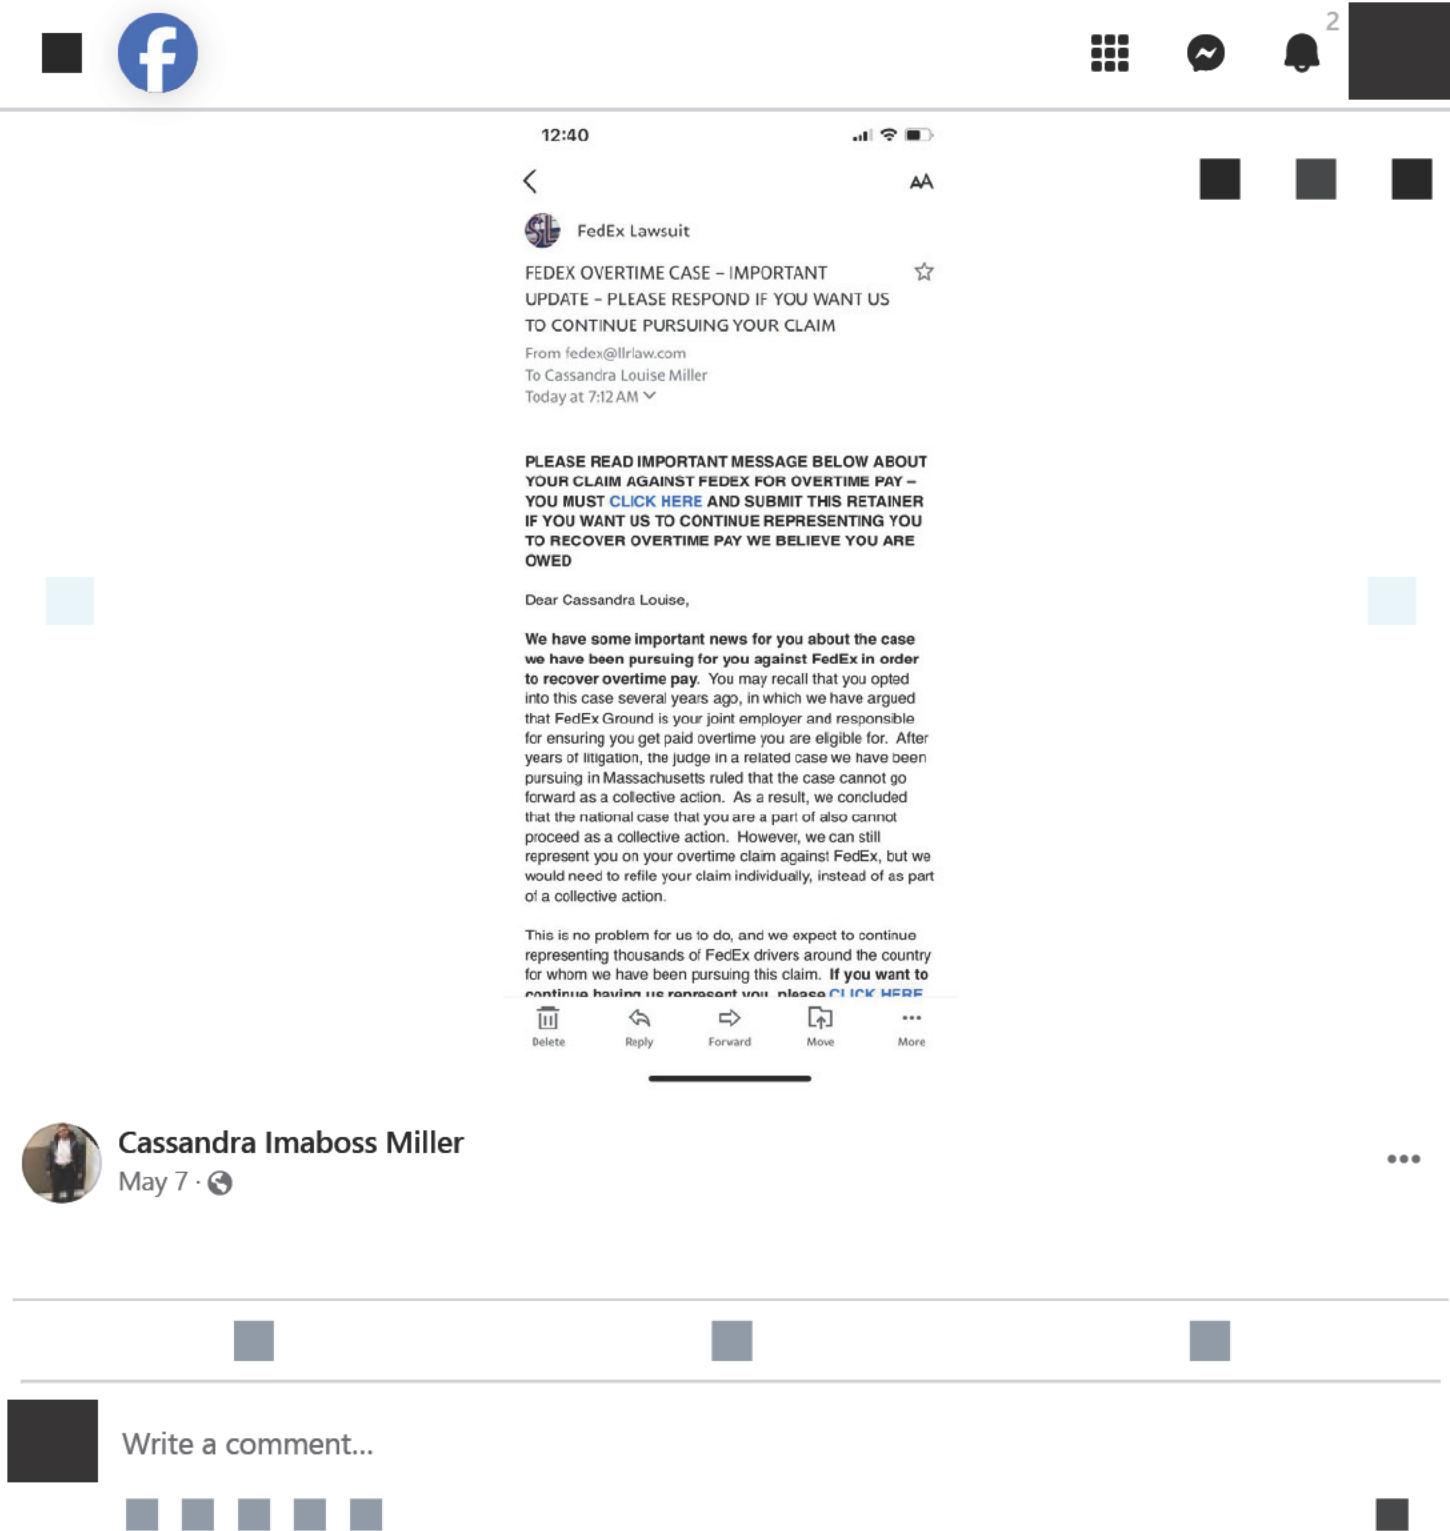 f
2
12:40
AA
SL FedEx Lawsuit
FEDEX OVERTIME CASE – IMPORTANT
UPDATE – PLEASE RESPOND IF YOU WANT US
TO CONTINUE PURSUING YOUR CLAIM
From fedex@llrlaw.com
To Cassandra Louise Miller
Today at 7:12 AM
PLEASE READ IMPORTANT MESSAGE BELOW ABOUT
YOUR CLAIM AGAINST FEDEX FOR OVERTIME PAY –
YOU MUST CLICK HERE AND SUBMIT THIS RETAINER
IF YOU WANT US TO CONTINUE REPRESENTING YOU
TO RECOVER OVERTIME PAY WE BELIEVE YOU ARE
OWED
Dear Cassandra Louise,
We have some important news for you about the case
we have been pursuing for you against FedEx in order
to recover overtime pay. You may recall that you opted
into this case several years ago, in which we have argued
that FedEx Ground is your joint employer and responsible
for ensuring you get paid overtime you are eligible for. After
years of litigation, the judge in a related case we have been
pursuing in Massachusetts ruled that the case cannot go
forward as a collective action. As a result, we concluded
that the national case that you are a part of also cannot
proceed as a collective action. However, we can still
represent you on your overtime claim against FedEx, but we
would need to refile your claim individually, instead of as part
of a collective action.
This is no problem for us to do, and we expect to continue
representing thousands of FedEx drivers around the country
for whom we have been pursuing this claim. If you want to
continue having us represent you, please CLICK HERE
Delete Reply Forward Move More
Cassandra Imaboss Miller
May 7 ·
Write a comment...